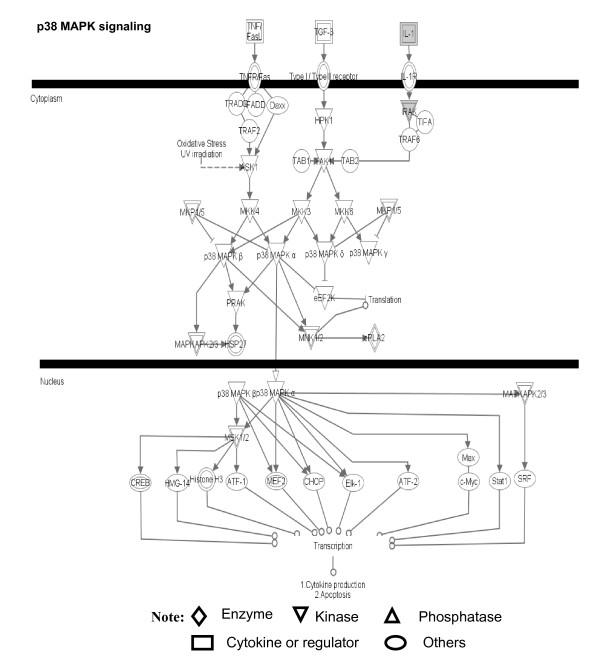 p38 MAPK signaling
TNF/
FasL
TGF-β
IL-1
TNFR/Fas
Type I / Type II receptor
IL-1R
Cytoplasm
TRADD
FADD
Daxx
HPK1
TIFA
TRAF2
TRAF6
Oxidative Stress
UV irradiation
ASK1
TAB1
TAK1
TAB2
MKP1/5
MKK4
MKK3
MKK6
MKP1/5
p38 MAPK β
p38 MAPK α
p38 MAPK δ
p38 MAPK γ
PRAK
eEF2K
Translation
MAPKAPK2/3
HSP27
MNK1/2
cPLA2
Nucleus
p38 MAPK β
p38 MAPK α
MAPKAPK2/3
MSK1/2
Max
CREB
HMG-14
Histone H3
ATF-1
MEF2
CHOP
Elk-1
ATF-2
c-Myc
Stat1
SRF
Transcription
1.Cytokine production
2.Apoptosis
Note:
Enzyme
Kinase
Phosphatase
Cytokine or regulator
Others